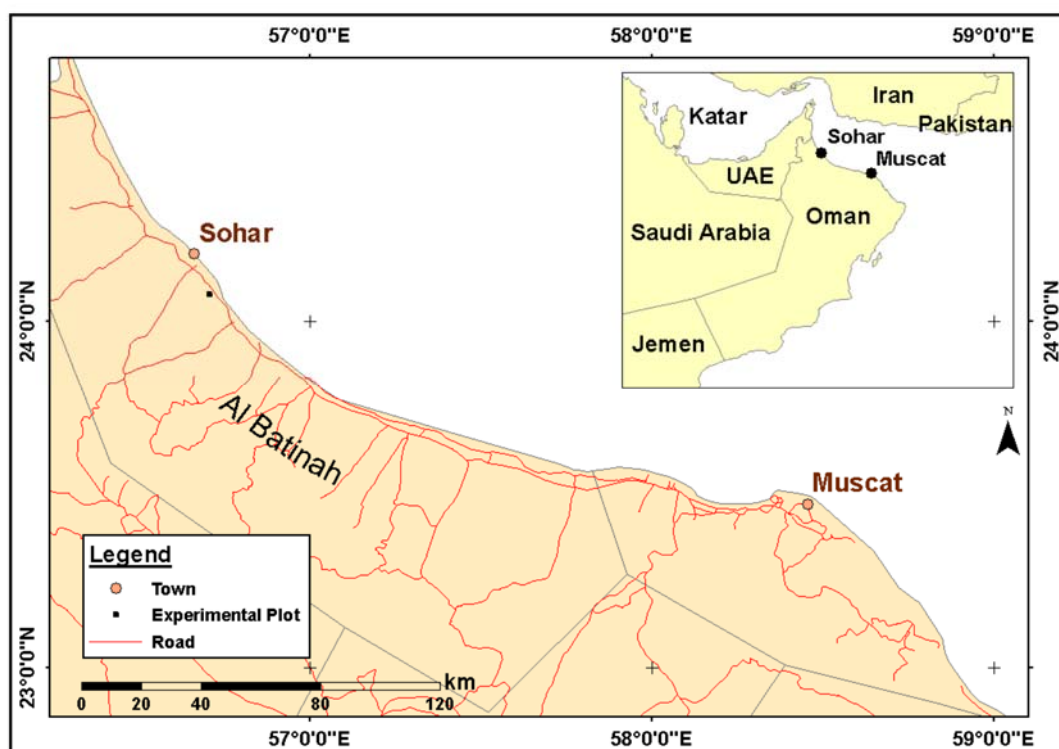 57°0'0"E
58°0'0"E
59°0'0"E
Iran
Pakistan
Katar
Sohar
Muscat
UAE
Oman
Saudi Arabia
Jemen
Sohar
24°0'0"N
24°0'0"N
Al Batinah
N
Muscat
Legend
Town
Experimental Plot
Road
km
0 20 40 80 120
23°0'0"N
23°0'0"N
57°0'0"E
58°0'0"E
59°0'0"E